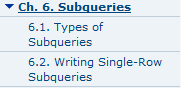 Ch. 6. Subqueries
6.1. Types of
Subqueries
6.2. Writing Single-Row
Subqueries